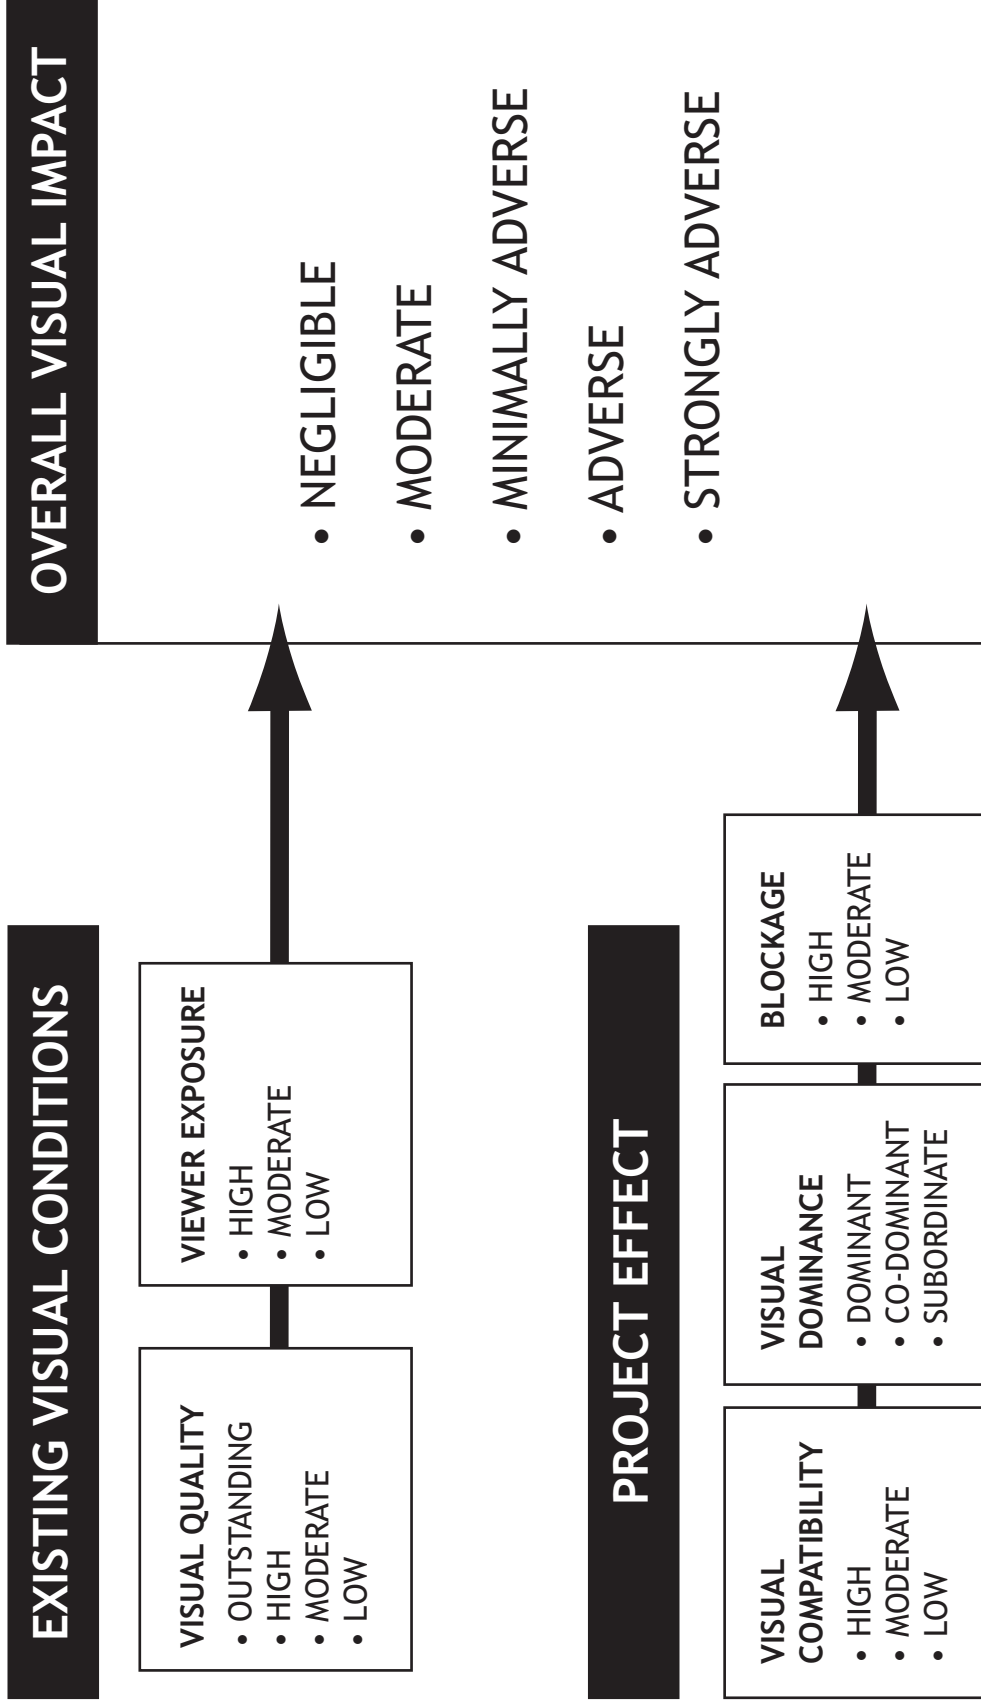 EXISTING VISUAL CONDITIONS
VISUAL QUALITY
• OUTSTANDING
• HIGH
• MODERATE
• LOW
VIEWER EXPOSURE
• HIGH
• MODERATE
• LOW
PROJECT EFFECT
VISUAL
COMPATIBILITY
• HIGH
• MODERATE
• LOW
VISUAL
DOMINANCE
• DOMINANT
• CO-DOMINANT
• SUBORDINATE
BLOCKAGE
• HIGH
• MODERATE
• LOW
OVERALL VISUAL IMPACT
• NEGLIGIBLE
• MODERATE
• MINIMALLY ADVERSE
• ADVERSE
• STRONGLY ADVERSE